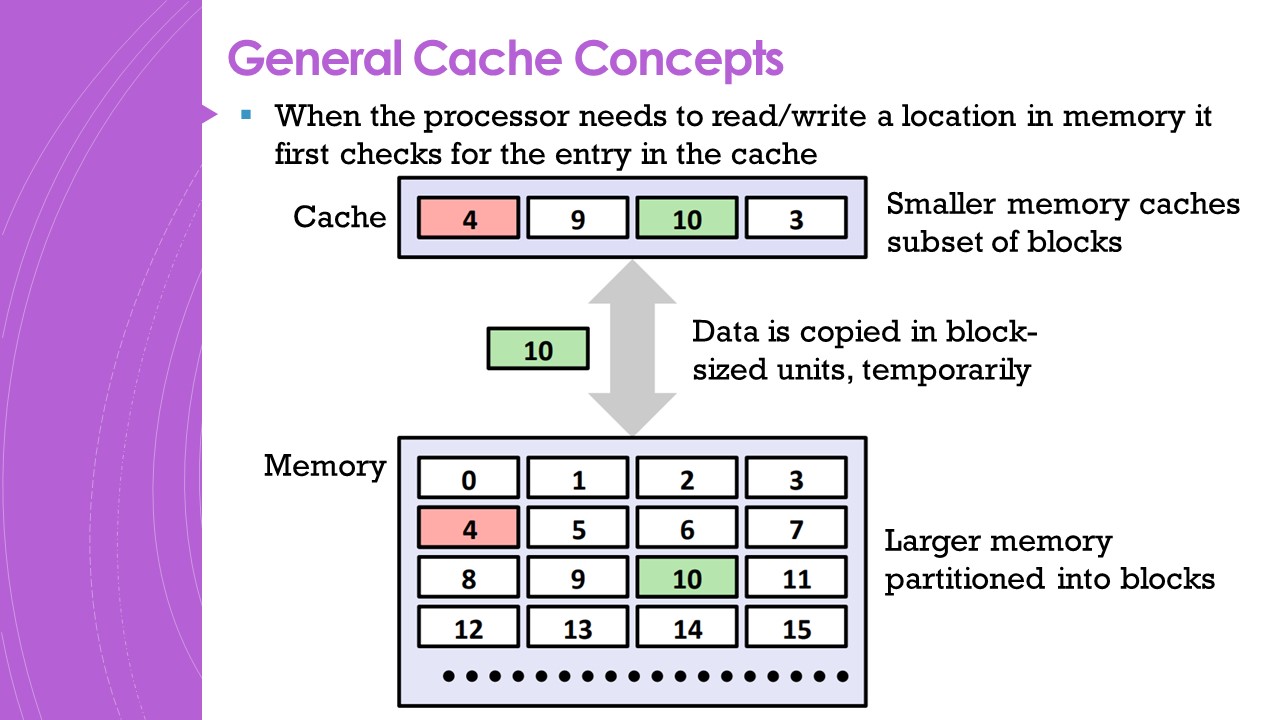 General Cache Concepts
When the processor needs to read/write a location in memory it
first checks for the entry in the cache
Cache
4 9 10 3
Smaller memory caches
subset of blocks
10
Data is copied in block-
sized units, temporarily
Memory
0 1 2 3
4 5 6 7
8 9 10 11
12 13 14 15
Larger memory
partitioned into blocks